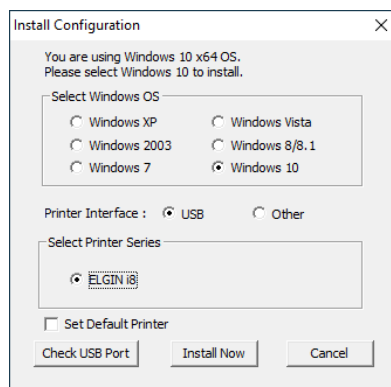 Install Configuration
You are using Windows 10 x64 OS.
Please select Windows 10 to install.
Select Windows OS
Windows XP Windows Vista
Windows 2003 Windows 8/8.1
Windows 7 Windows 10
Printer Interface : USB Other
Select Printer Series
ELGIN i8
Set Default Printer
Check USB Port Install Now Cancel